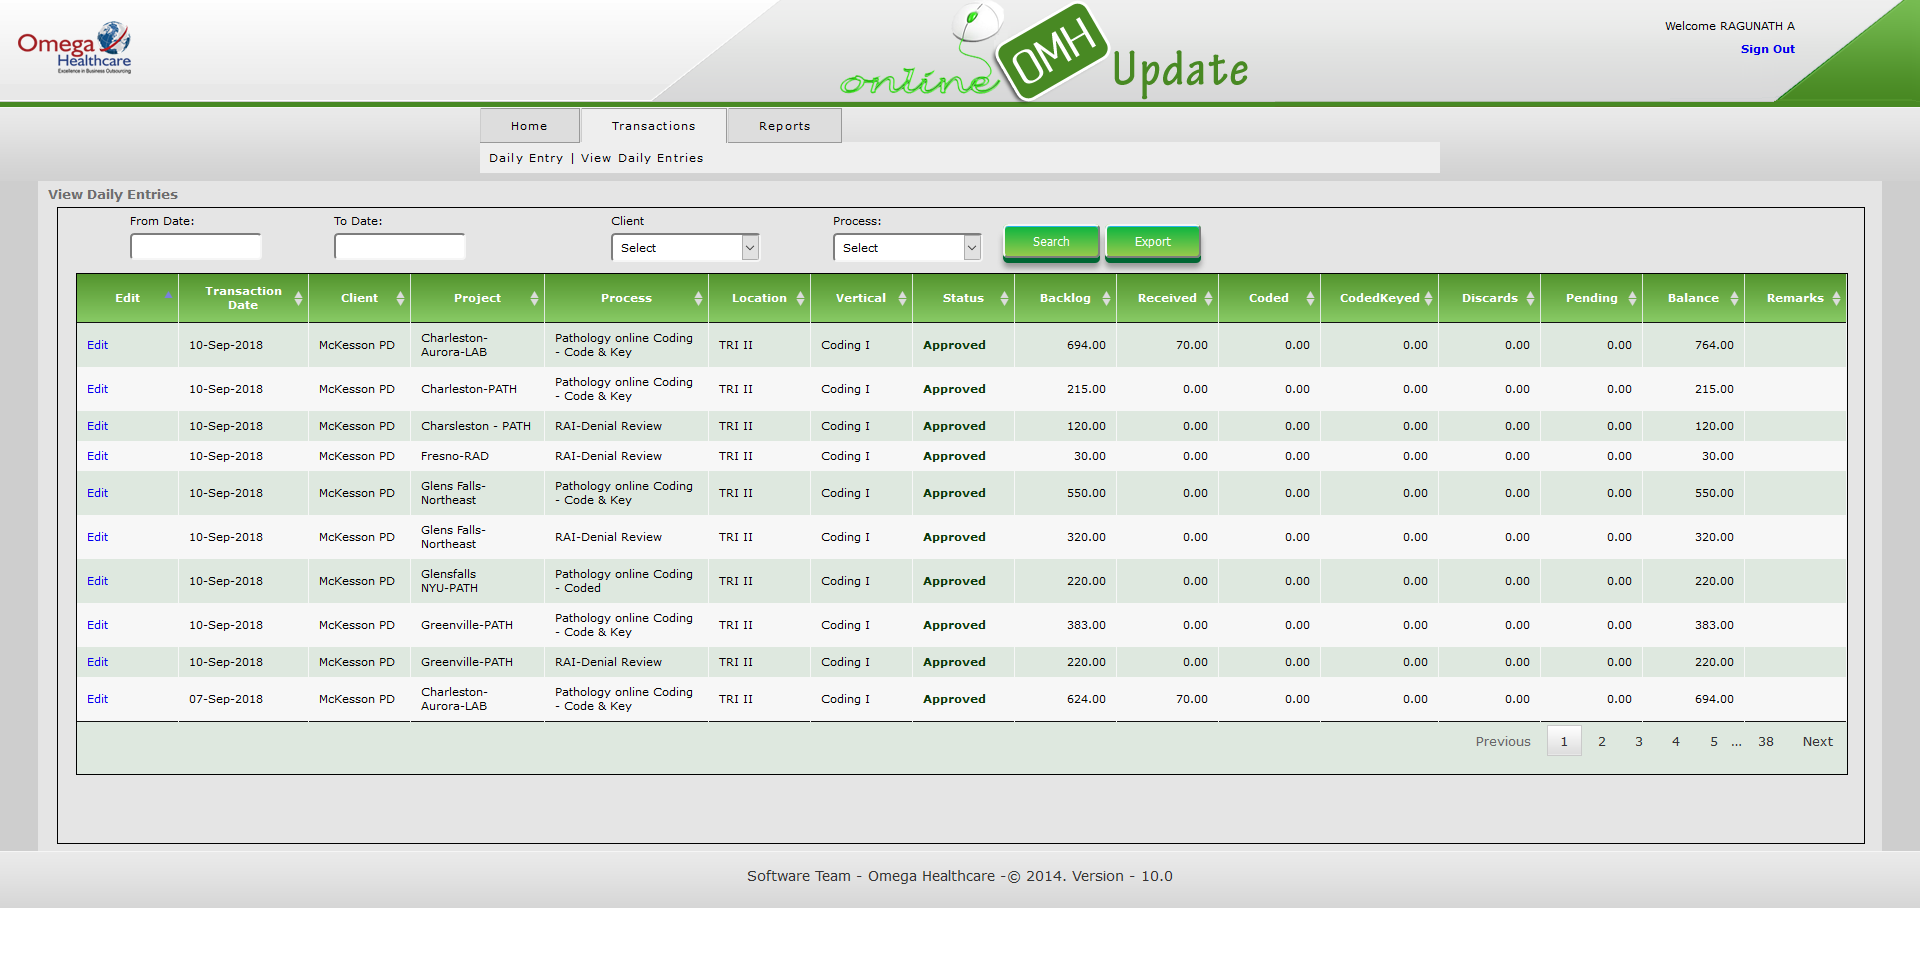 Omega
Healthcare
Excellence in Business Outsourcing
online OMH Update
Welcome RAGUNATH A
Sign Out
Home Transactions Reports
Daily Entry | View Daily Entries
View Daily Entries
From Date: To Date: Client Process:
Select Select Search Export
Edit Transaction Date Client Project Process Location Vertical Status Backlog Received Coded CodedKeyed Discards Pending Balance Remarks
Edit 10-Sep-2018 McKesson PD Charleston-Aurora-LAB Pathology online Coding - Code & Key TRI II Coding I Approved 694.00 70.00 0.00 0.00 0.00 0.00 764.00
Edit 10-Sep-2018 McKesson PD Charleston-PATH Pathology online Coding - Code & Key TRI II Coding I Approved 215.00 0.00 0.00 0.00 0.00 0.00 215.00
Edit 10-Sep-2018 McKesson PD Charsleston - PATH RAI-Denial Review TRI II Coding I Approved 120.00 0.00 0.00 0.00 0.00 0.00 120.00
Edit 10-Sep-2018 McKesson PD Fresno-RAD RAI-Denial Review TRI II Coding I Approved 30.00 0.00 0.00 0.00 0.00 0.00 30.00
Edit 10-Sep-2018 McKesson PD Glens Falls-Northeast Pathology online Coding - Code & Key TRI II Coding I Approved 550.00 0.00 0.00 0.00 0.00 0.00 550.00
Edit 10-Sep-2018 McKesson PD Glens Falls-Northeast RAI-Denial Review TRI II Coding I Approved 320.00 0.00 0.00 0.00 0.00 0.00 320.00
Edit 10-Sep-2018 McKesson PD Glensfalls NYU-PATH Pathology online Coding - Coded TRI II Coding I Approved 220.00 0.00 0.00 0.00 0.00 0.00 220.00
Edit 10-Sep-2018 McKesson PD Greenville-PATH Pathology online Coding - Code & Key TRI II Coding I Approved 383.00 0.00 0.00 0.00 0.00 0.00 383.00
Edit 10-Sep-2018 McKesson PD Greenville-PATH RAI-Denial Review TRI II Coding I Approved 220.00 0.00 0.00 0.00 0.00 0.00 220.00
Edit 07-Sep-2018 McKesson PD Charleston-Aurora-LAB Pathology online Coding - Code & Key TRI II Coding I Approved 624.00 70.00 0.00 0.00 0.00 0.00 694.00
Previous 1 2 3 4 5 ... 38 Next
Software Team - Omega Healthcare -© 2014. Version - 10.0